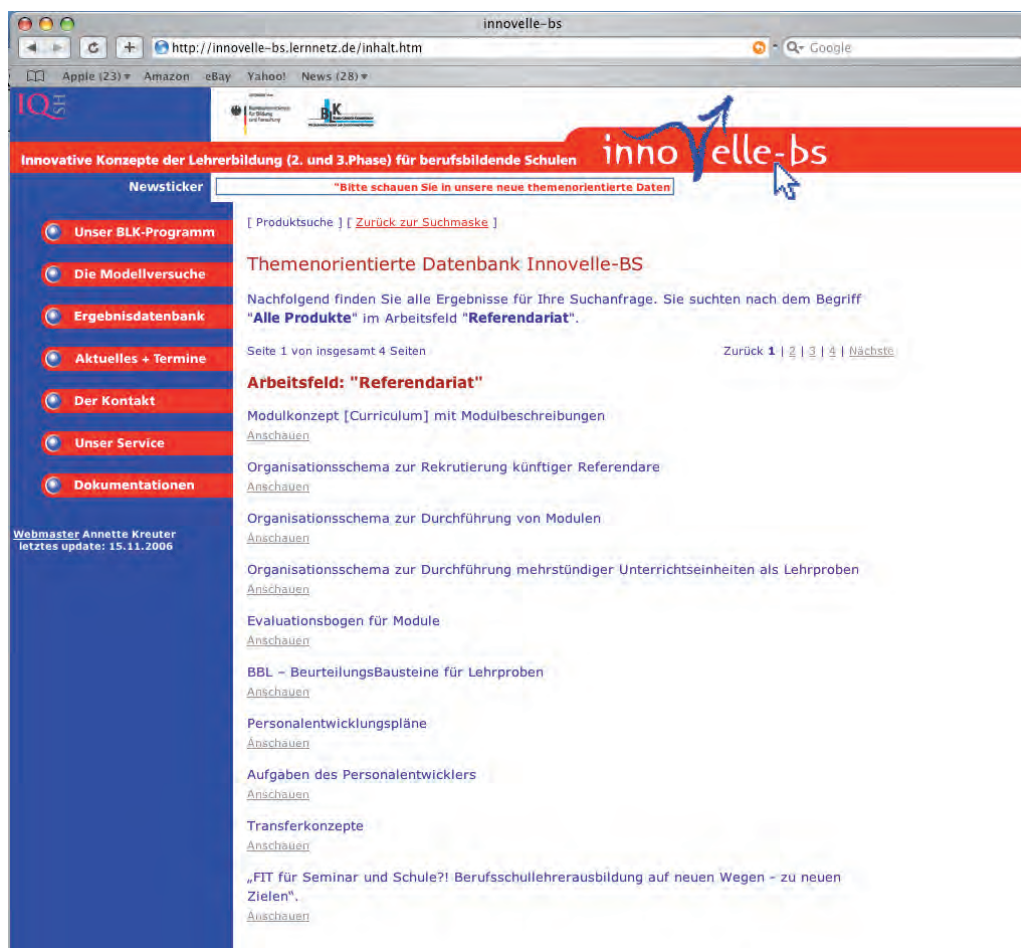 innovelle-bs
http://innovelle-bs.lernnetz.de/inhalt.htm
Google
Apple (23) Amazon eBay Yahoo! News (28)
IQSH
BLK
Innovative Konzepte der Lehrerbildung (2. und 3.Phase) für berufsbildende Schulen
innovelle-bs
Newsticker
"Bitte schauen Sie in unsere neue themenorientierte Daten
Unser BLK-Programm
Die Modellversuche
Ergebnisdatenbank
Aktuelles + Termine
Der Kontakt
Unser Service
Dokumentationen
Webmaster Annette Kreuter
letztes update: 15.11.2006
[ Produktsuche ] [ Zurück zur Suchmaske ]
Themenorientierte Datenbank Innovelle-BS
Nachfolgend finden Sie alle Ergebnisse für Ihre Suchanfrage. Sie suchten nach dem Begriff
"Alle Produkte" im Arbeitsfeld "Referendariat".
Seite 1 von insgesamt 4 Seiten
Zurück 1 | 2 | 3 | 4 | Nächste
Arbeitsfeld: "Referendariat"
Modulkonzept [Curriculum] mit Modulbeschreibungen
Anschauen
Organisationsschema zur Rekrutierung künftiger Referendare
Anschauen
Organisationsschema zur Durchführung von Modulen
Anschauen
Organisationsschema zur Durchführung mehrstündiger Unterrichtseinheiten als Lehrproben
Anschauen
Evaluationsbogen für Module
Anschauen
BBL – BeurteilungsBausteine für Lehrproben
Anschauen
Personalentwicklungspläne
Anschauen
Aufgaben des Personalentwicklers
Anschauen
Transferkonzepte
Anschauen
„FIT für Seminar und Schule?! Berufsschullehrerausbildung auf neuen Wegen - zu neuen
Zielen".
Anschauen